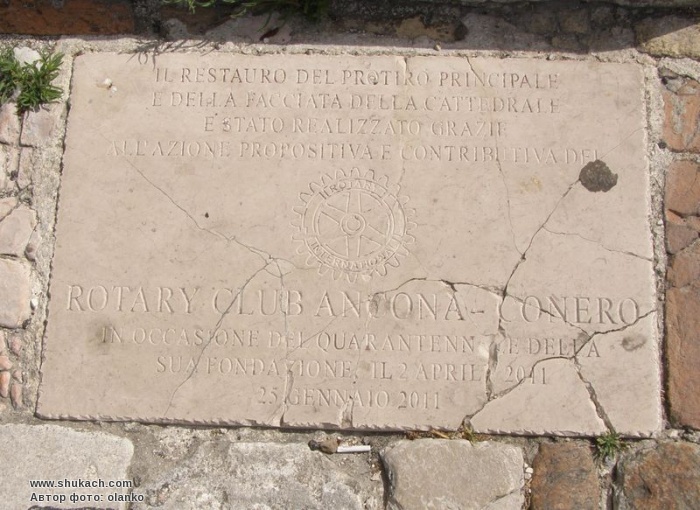 IL RESTAURO DEL PROTIRO PRINCIPALE
E DELLA FACCIATA DELLA CATTEDRALE
E STATO REALIZZATO GRAZIE
ALL'AZIONE PROPOSITIVA E CONTRIBUTIVA DEL
ROTARY
INTERNATIONAL
ROTARY CLUB ANCONA - CONERO
IN OCCASIONE DEL QUARANTENNALE DELLA
SUA FONDAZIONE, IL 2 APRILE 2011
25 GENNAIO 2011
www.shukach.com
Автор фото: olanko